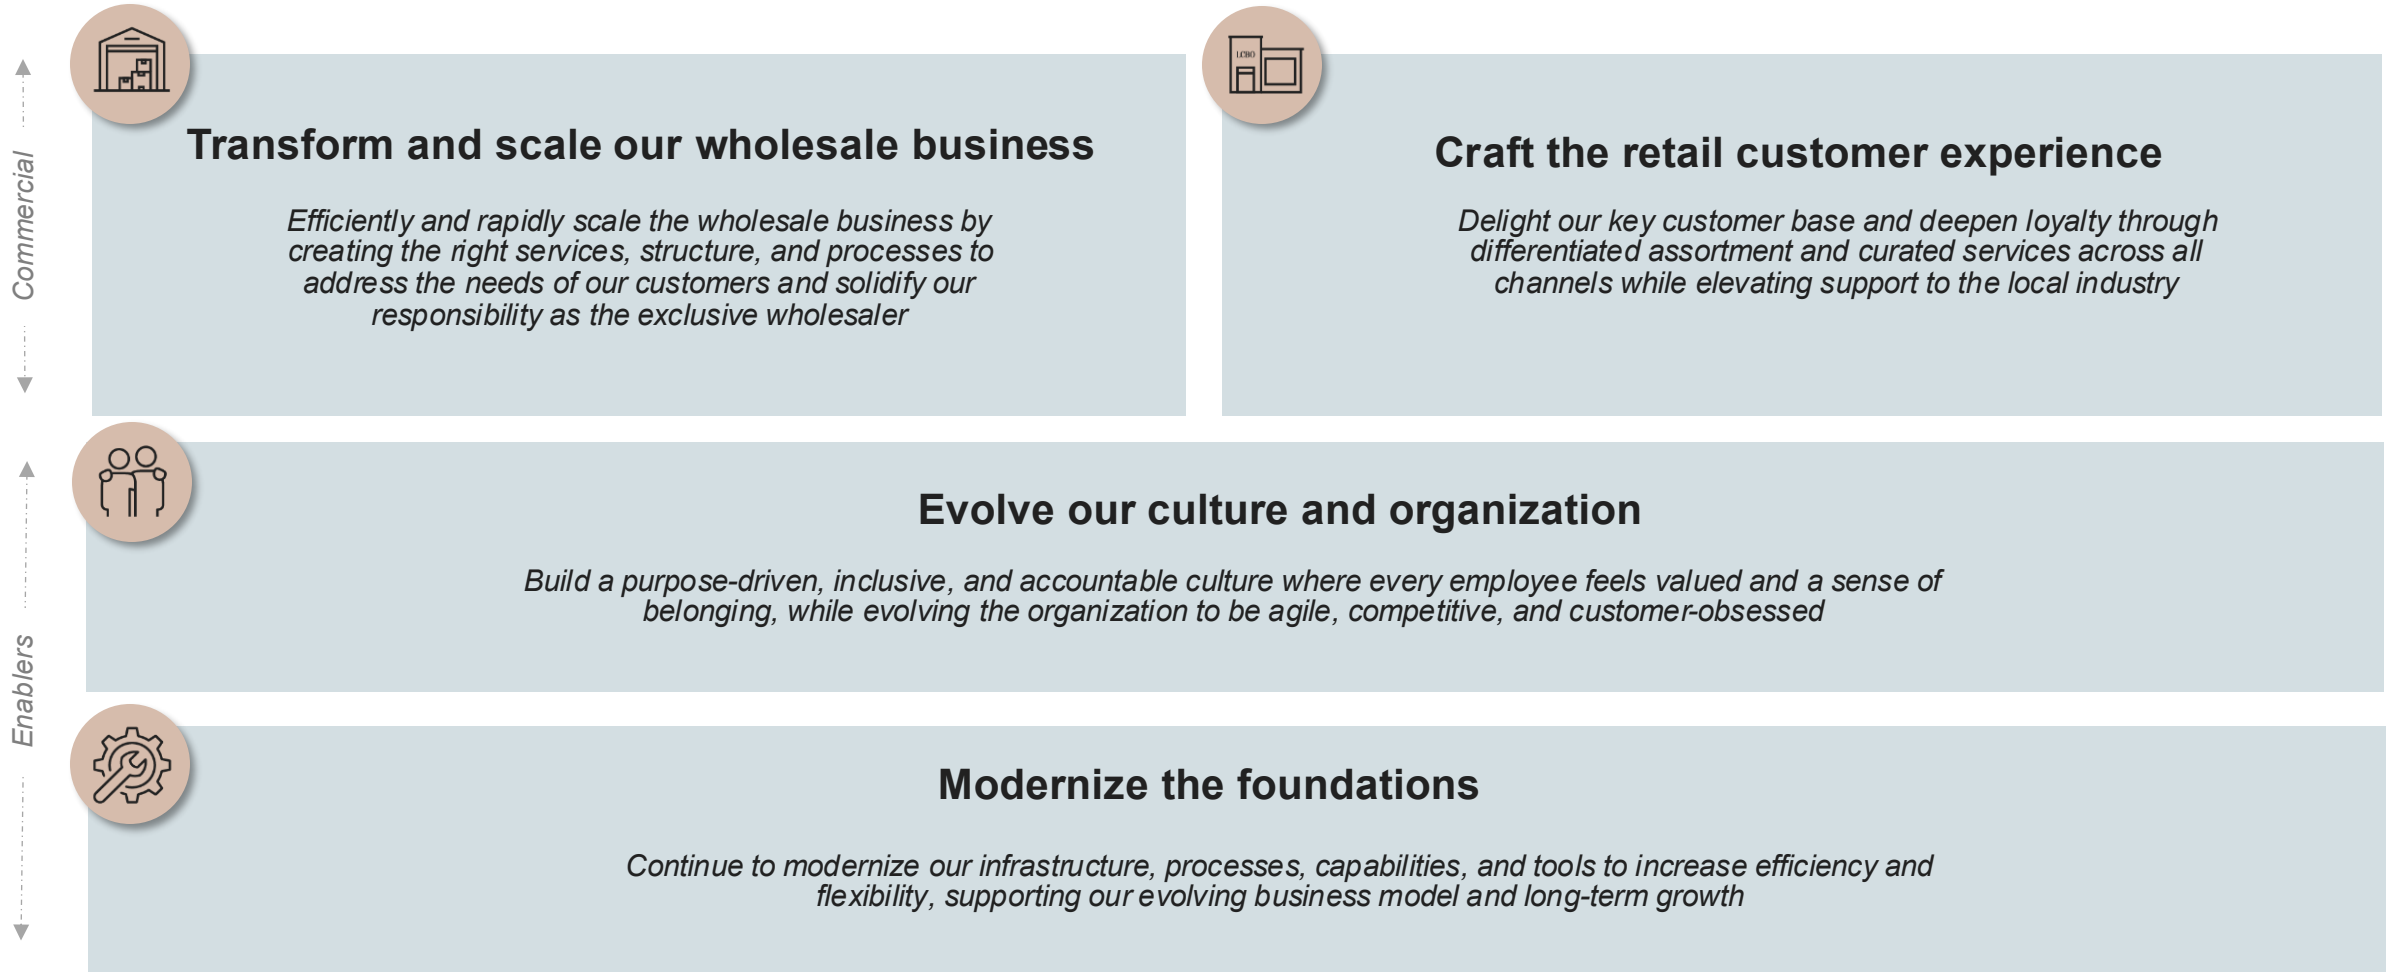 Commercial
Transform and scale our wholesale business
Efficiently and rapidly scale the wholesale business by
creating the right services, structure, and processes to
address the needs of our customers and solidify our
responsibility as the exclusive wholesaler
LCBO
Craft the retail customer experience
Delight our key customer base and deepen loyalty through
differentiated assortment and curated services across all
channels while elevating support to the local industry
Enablers
Evolve our culture and organization
Build a purpose-driven, inclusive, and accountable culture where every employee feels valued and a sense of
belonging, while evolving the organization to be agile, competitive, and customer-obsessed
Modernize the foundations
Continue to modernize our infrastructure, processes, capabilities, and tools to increase efficiency and
flexibility, supporting our evolving business model and long-term growth